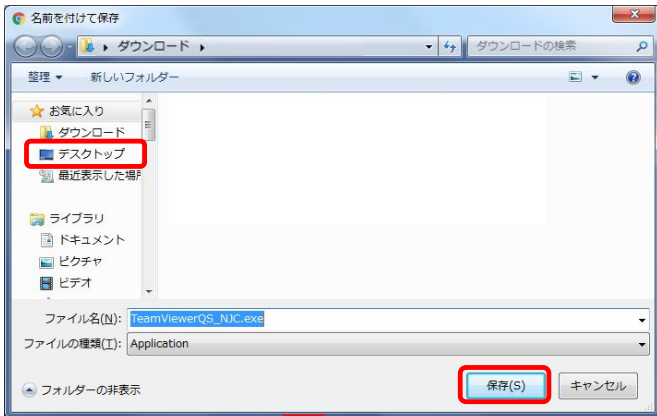 名前を付けて保存
ダウンロード
ダウンロードの検索
整理 新しいフォルダー
お気に入り
ダウンロード
デスクトップ
最近表示した場所
ライブラリ
ドキュメント
ピクチャ
ビデオ
ファイル名(N): TeamViewerQS_NJC.exe
ファイルの種類(T): Application
フォルダーの非表示
保存(S) キャンセル